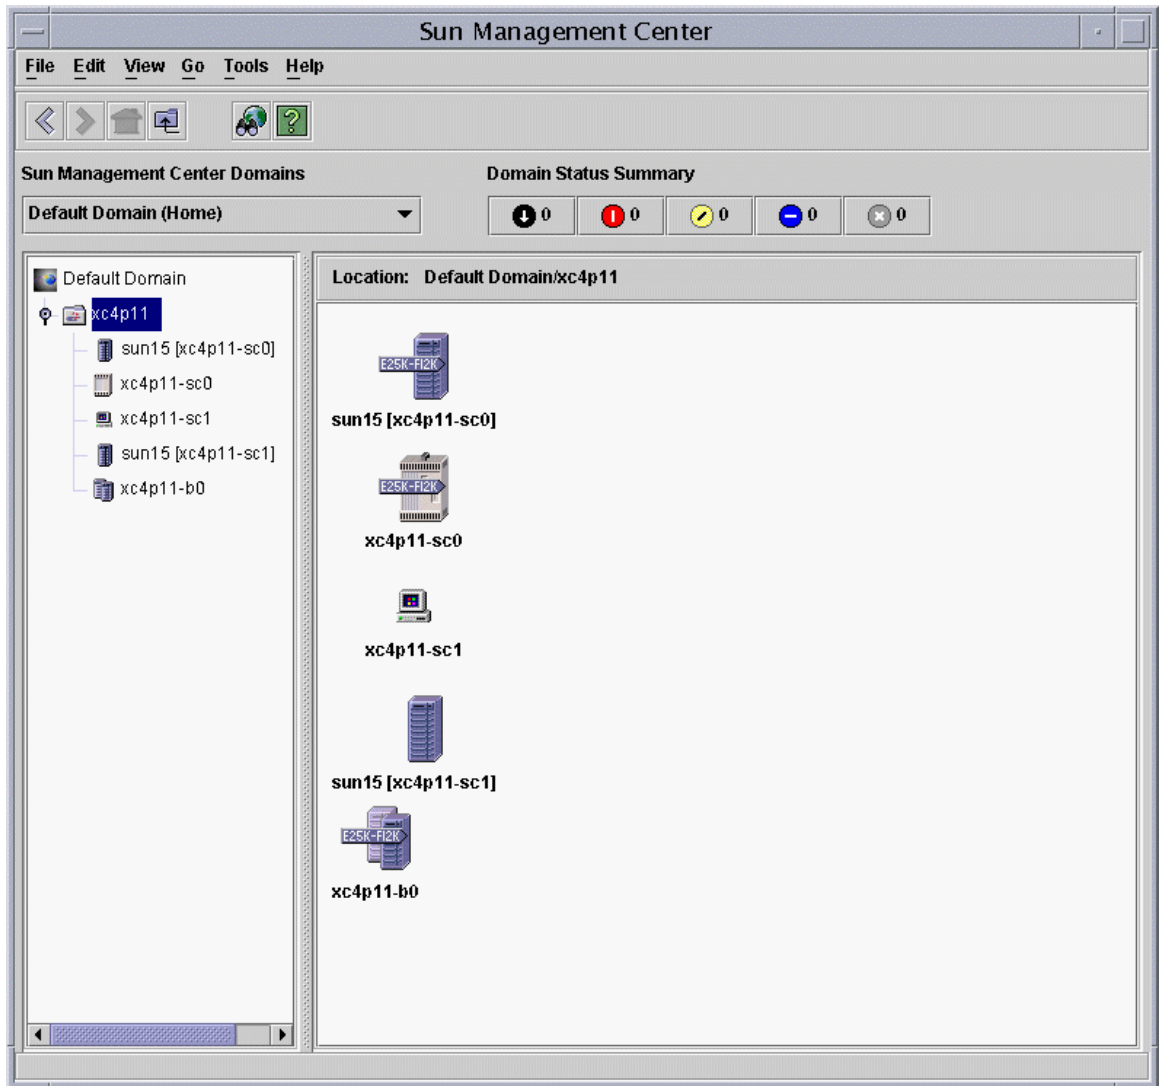 Sun Management Center
File Edit View Go Tools Help
?
Sun Management Center Domains
Domain Status Summary
Default Domain (Home)
0 0 0 0 0
Default Domain
xc4p11
sun15 [xc4p11-sc0]
xc4p11-sc0
xc4p11-sc1
sun15 [xc4p11-sc1]
xc4p11-b0
Location: Default Domain/xc4p11
E25K-F12K
sun15 [xc4p11-sc0]
E25K-F12K
xc4p11-sc0
xc4p11-sc1
sun15 [xc4p11-sc1]
E25K-F12K
xc4p11-b0